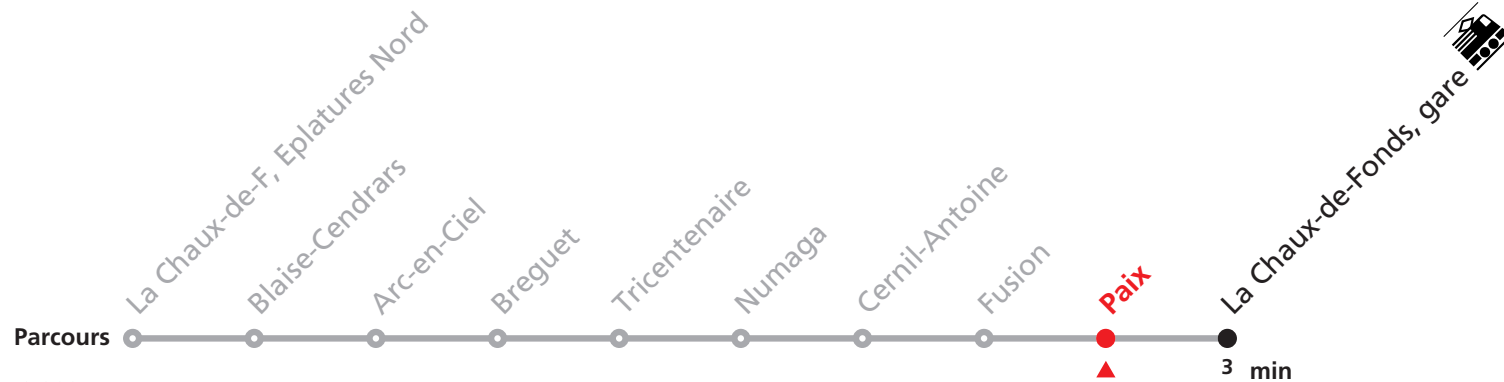 La Chaux-de-F, Eplatures Nord
Blaise-Cendrars
Arc-en-Ciel
Breguet
Tricentenaire
Numaga
Cernil-Antoine
Fusion
Paix
La Chaux-de-Fonds, gare
Parcours
3 min